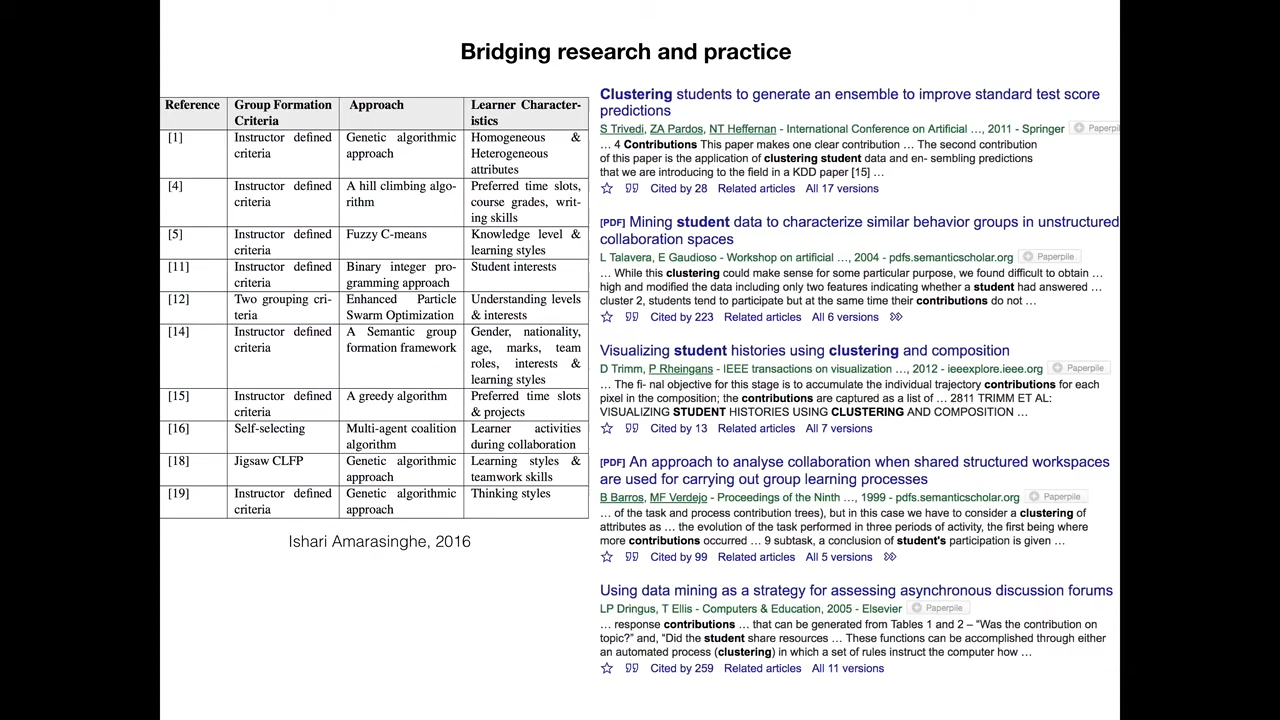 Bridging research and practice
Reference Group Formation Criteria Approach Learner Character-istics
[1] Instructor defined criteria Genetic algorithmic approach Homogeneous & Heterogeneous attributes
[4] Instructor defined criteria A hill climbing algo-rithm Preferred time slots, course grades, writ-ing skills
[5] Instructor defined criteria Fuzzy C-means Knowledge level & learning styles
[11] Instructor defined criteria Binary integer pro-gramming approach Student interests
[12] Two grouping cri-teria Enhanced Particle Swarm Optimization Understanding levels & interests
[14] Instructor defined criteria A Semantic group formation framework Gender, nationality, age, marks, team roles, interests & learning styles
[15] Instructor defined criteria A greedy algorithm Preferred time slots & projects
[16] Self-selecting Multi-agent coalition algorithm Learner activities during collaboration
[18] Jigsaw CLFP Genetic algorithmic approach Learning styles & teamwork skills
[19] Instructor defined criteria Genetic algorithmic approach Thinking styles
Ishari Amarasinghe, 2016
Clustering students to generate an ensemble to improve standard test score
predictions
S Trivedi, ZA Pardos, NT Heffernan - International Conference on Artificial …, 2011 - Springer
… 4 Contributions This paper makes one clear contribution … The second contribution
of this paper is the application of clustering student data and en- sembling predictions
that we are introducing to the field in a KDD paper [15] …
Cited by 28 Related articles All 17 versions
[PDF] Mining student data to characterize similar behavior groups in unstructured
collaboration spaces
L Talavera, E Gaudioso - Workshop on artificial …, 2004 - pdfs.semanticscholar.org Paperpile
… While this clustering could make sense for some particular purpose, we found difficult to obtain …
high and modified the data including only two features indicating whether a student had answered …
cluster 2, students tend to participate but at the same time their contributions do not …
Cited by 223 Related articles All 6 versions
Visualizing student histories using clustering and composition
D Trimm, P Rheingans - IEEE transactions on visualization …, 2012 - ieeexplore.ieee.org Paperpile
… The fi- nal objective for this stage is to accumulate the individual trajectory contributions for each
pixel in the composition; the contributions are captured as a list of … 2811 TRIMM ET AL:
VISUALIZING STUDENT HISTORIES USING CLUSTERING AND COMPOSITION …
Cited by 13 Related articles All 7 versions
[PDF] An approach to analyse collaboration when shared structured workspaces
are used for carrying out group learning processes
B Barros, MF Verdejo - Proceedings of the Ninth …, 1999 - pdfs.semanticscholar.org Paperpile
… of the task and process contribution trees), but in this case we have to consider a clustering of
attributes as … the evolution of the task performed in three periods of activity, the first being where
more contributions occurred … 9 subtask, a conclusion of student's participation is given …
Cited by 99 Related articles All 5 versions
Using data mining as a strategy for assessing asynchronous discussion forums
LP Dringus, T Ellis - Computers & Education, 2005 - Elsevier Paperpile
… response contributions … that can be generated from Tables 1 and 2 – “Was the contribution on
topic?” and, “Did the student share resources … These functions can be accomplished through either
an automated process (clustering) in which a set of rules instruct the computer how …
Cited by 259 Related articles All 11 versions